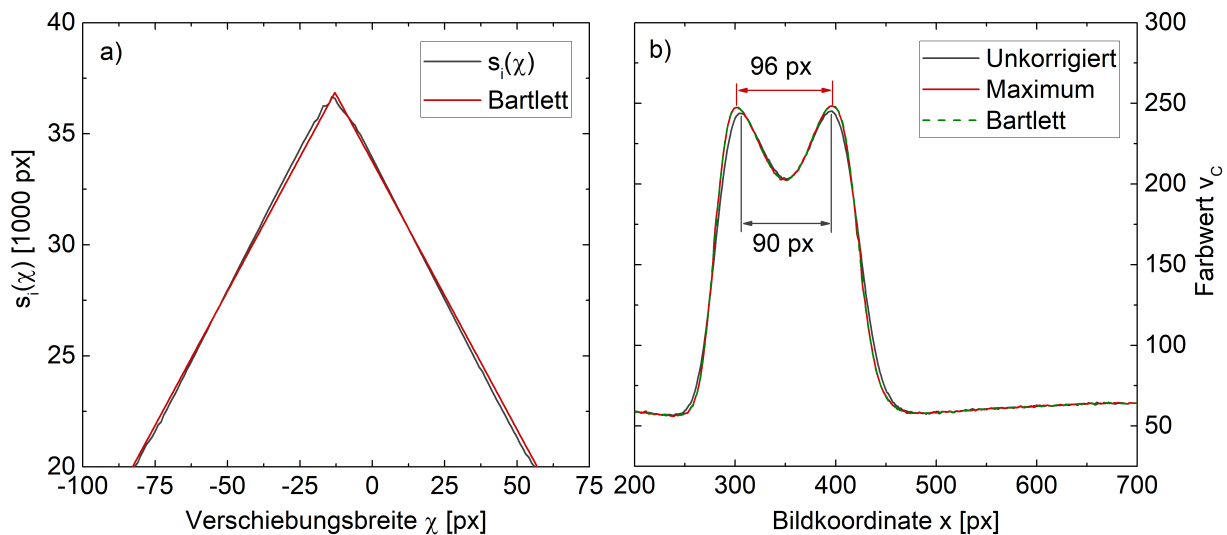 a)
s_i(χ)
Bartlett
40
35
30
25
20
s_i(χ) [1000 px]
-100 -75 -50 -25 0 25 50 75
Verschiebungsbreite χ [px]
b)
96 px
90 px
Unkorrigiert
Maximum
Bartlett
300
250
200
150
100
50
Farbwert v_C
200 300 400 500 600 700
Bildkoordinate x [px]